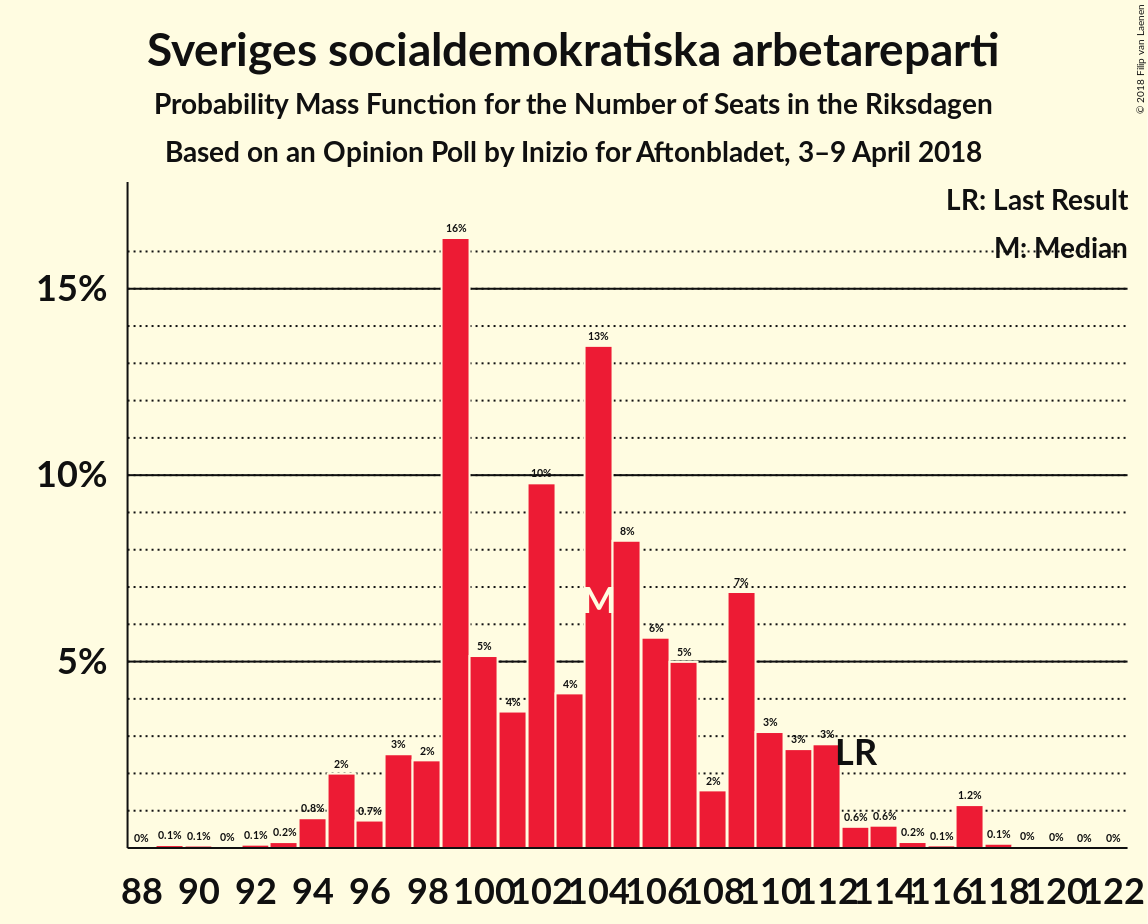 Sveriges socialdemokratiska arbetareparti
Probability Mass Function for the Number of Seats in the Riksdagen
Based on an Opinion Poll by Inizio for Aftonbladet, 3–9 April 2018
© 2018 Filip van Laenen
LR: Last Result
M: Median
15%
10%
5%
0% 0.1% 0.1% 0% 0.1% 0.2% 0.8% 2% 0.7% 3% 2% 16% 5% 4% 10% 4% 13% 8% 6% 5% 2% 7% 3% 3% 3% 0.6% 0.6% 0.2% 0.1% 1.2% 0.1% 0% 0% 0% 0%
M
LR
88 90 92 94 96 98 100 102 104 106 108 110 112 114 116 118 120 122